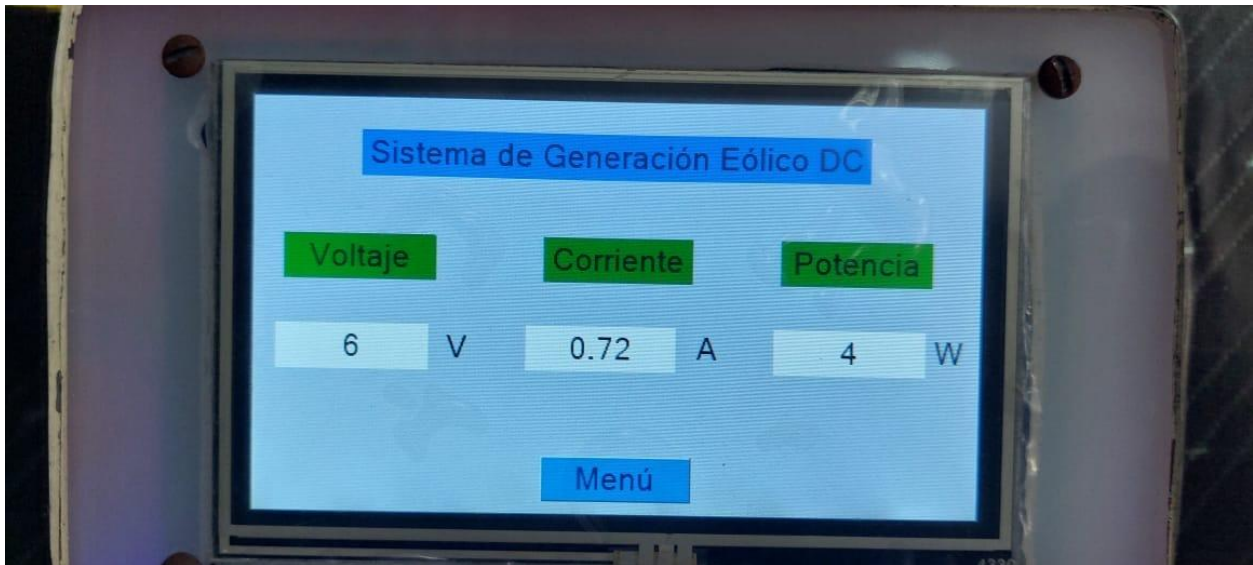 Sistema de Generación Eólico DC
Voltaje Corriente Potencia
6 V 0.72 A 4 W
Menú